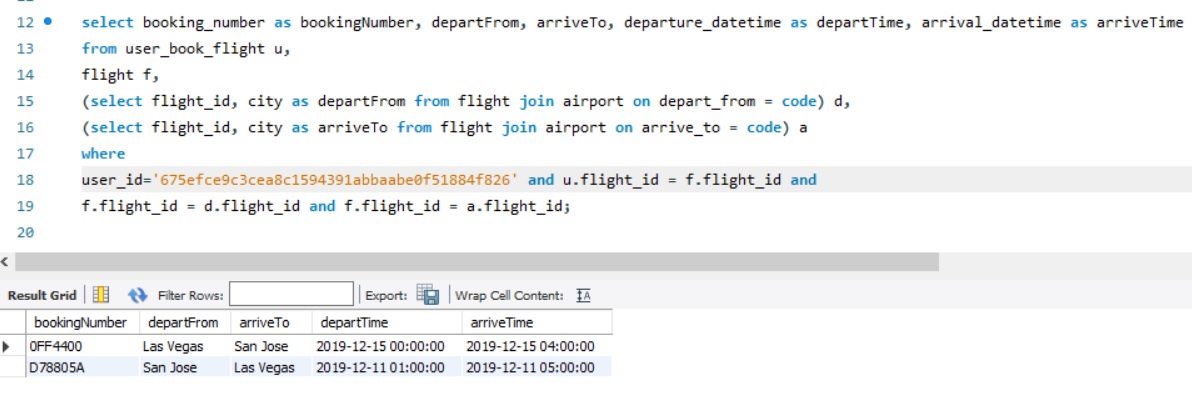 12 select booking_number as bookingNumber, departFrom, arriveTo, departure_datetime as departTime, arrival_datetime as arriveTime
13 from user_book_flight u,
14 flight f,
15 (select flight_id, city as departFrom from flight join airport on depart_from = code) d,
16 (select flight_id, city as arriveTo from flight join airport on arrive_to = code) a
17 where
18 user_id='675efce9c3cea8c1594391abbaabe0f51884f826' and u.flight_id = f.flight_id and
19 f.flight_id = d.flight_id and f.flight_id = a.flight_id;
20
Result Grid Filter Rows: Export: Wrap Cell Content:
bookingNumber departFrom arriveTo departTime arriveTime
0FF4400 Las Vegas San Jose 2019-12-15 00:00:00 2019-12-15 04:00:00
D78805A San Jose Las Vegas 2019-12-11 01:00:00 2019-12-11 05:00:00